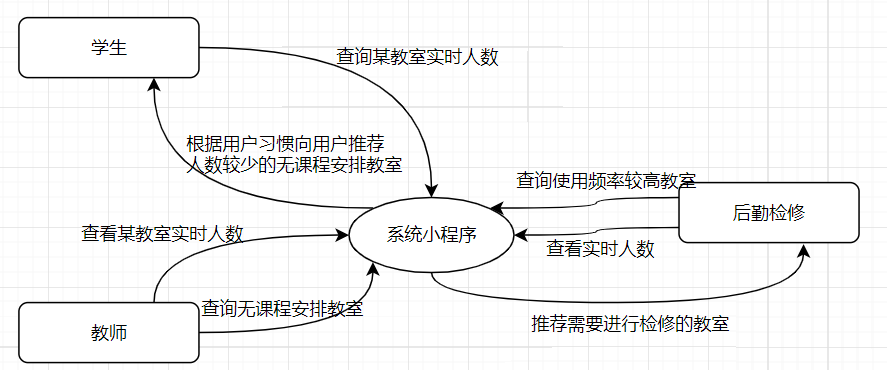 学生
查询某教室实时人数
根据用户习惯向用户推荐
人数较少的无课程安排教室
查询使用频率较高教室
后勤检修
查看某教室实时人数
系统小程序
查看实时人数
查询无课程安排教室
推荐需要进行检修的教室
教师